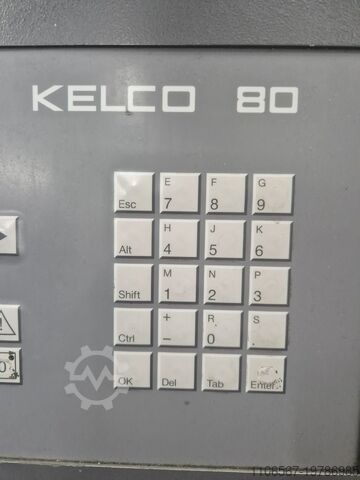 KELCO 80
Esc E 7 F 8 G 9
Alt H 4 J 5 K 6
Shift M 1 N 2 P 3
Ctrl + - R 0 S .
OK Del Tab Enter